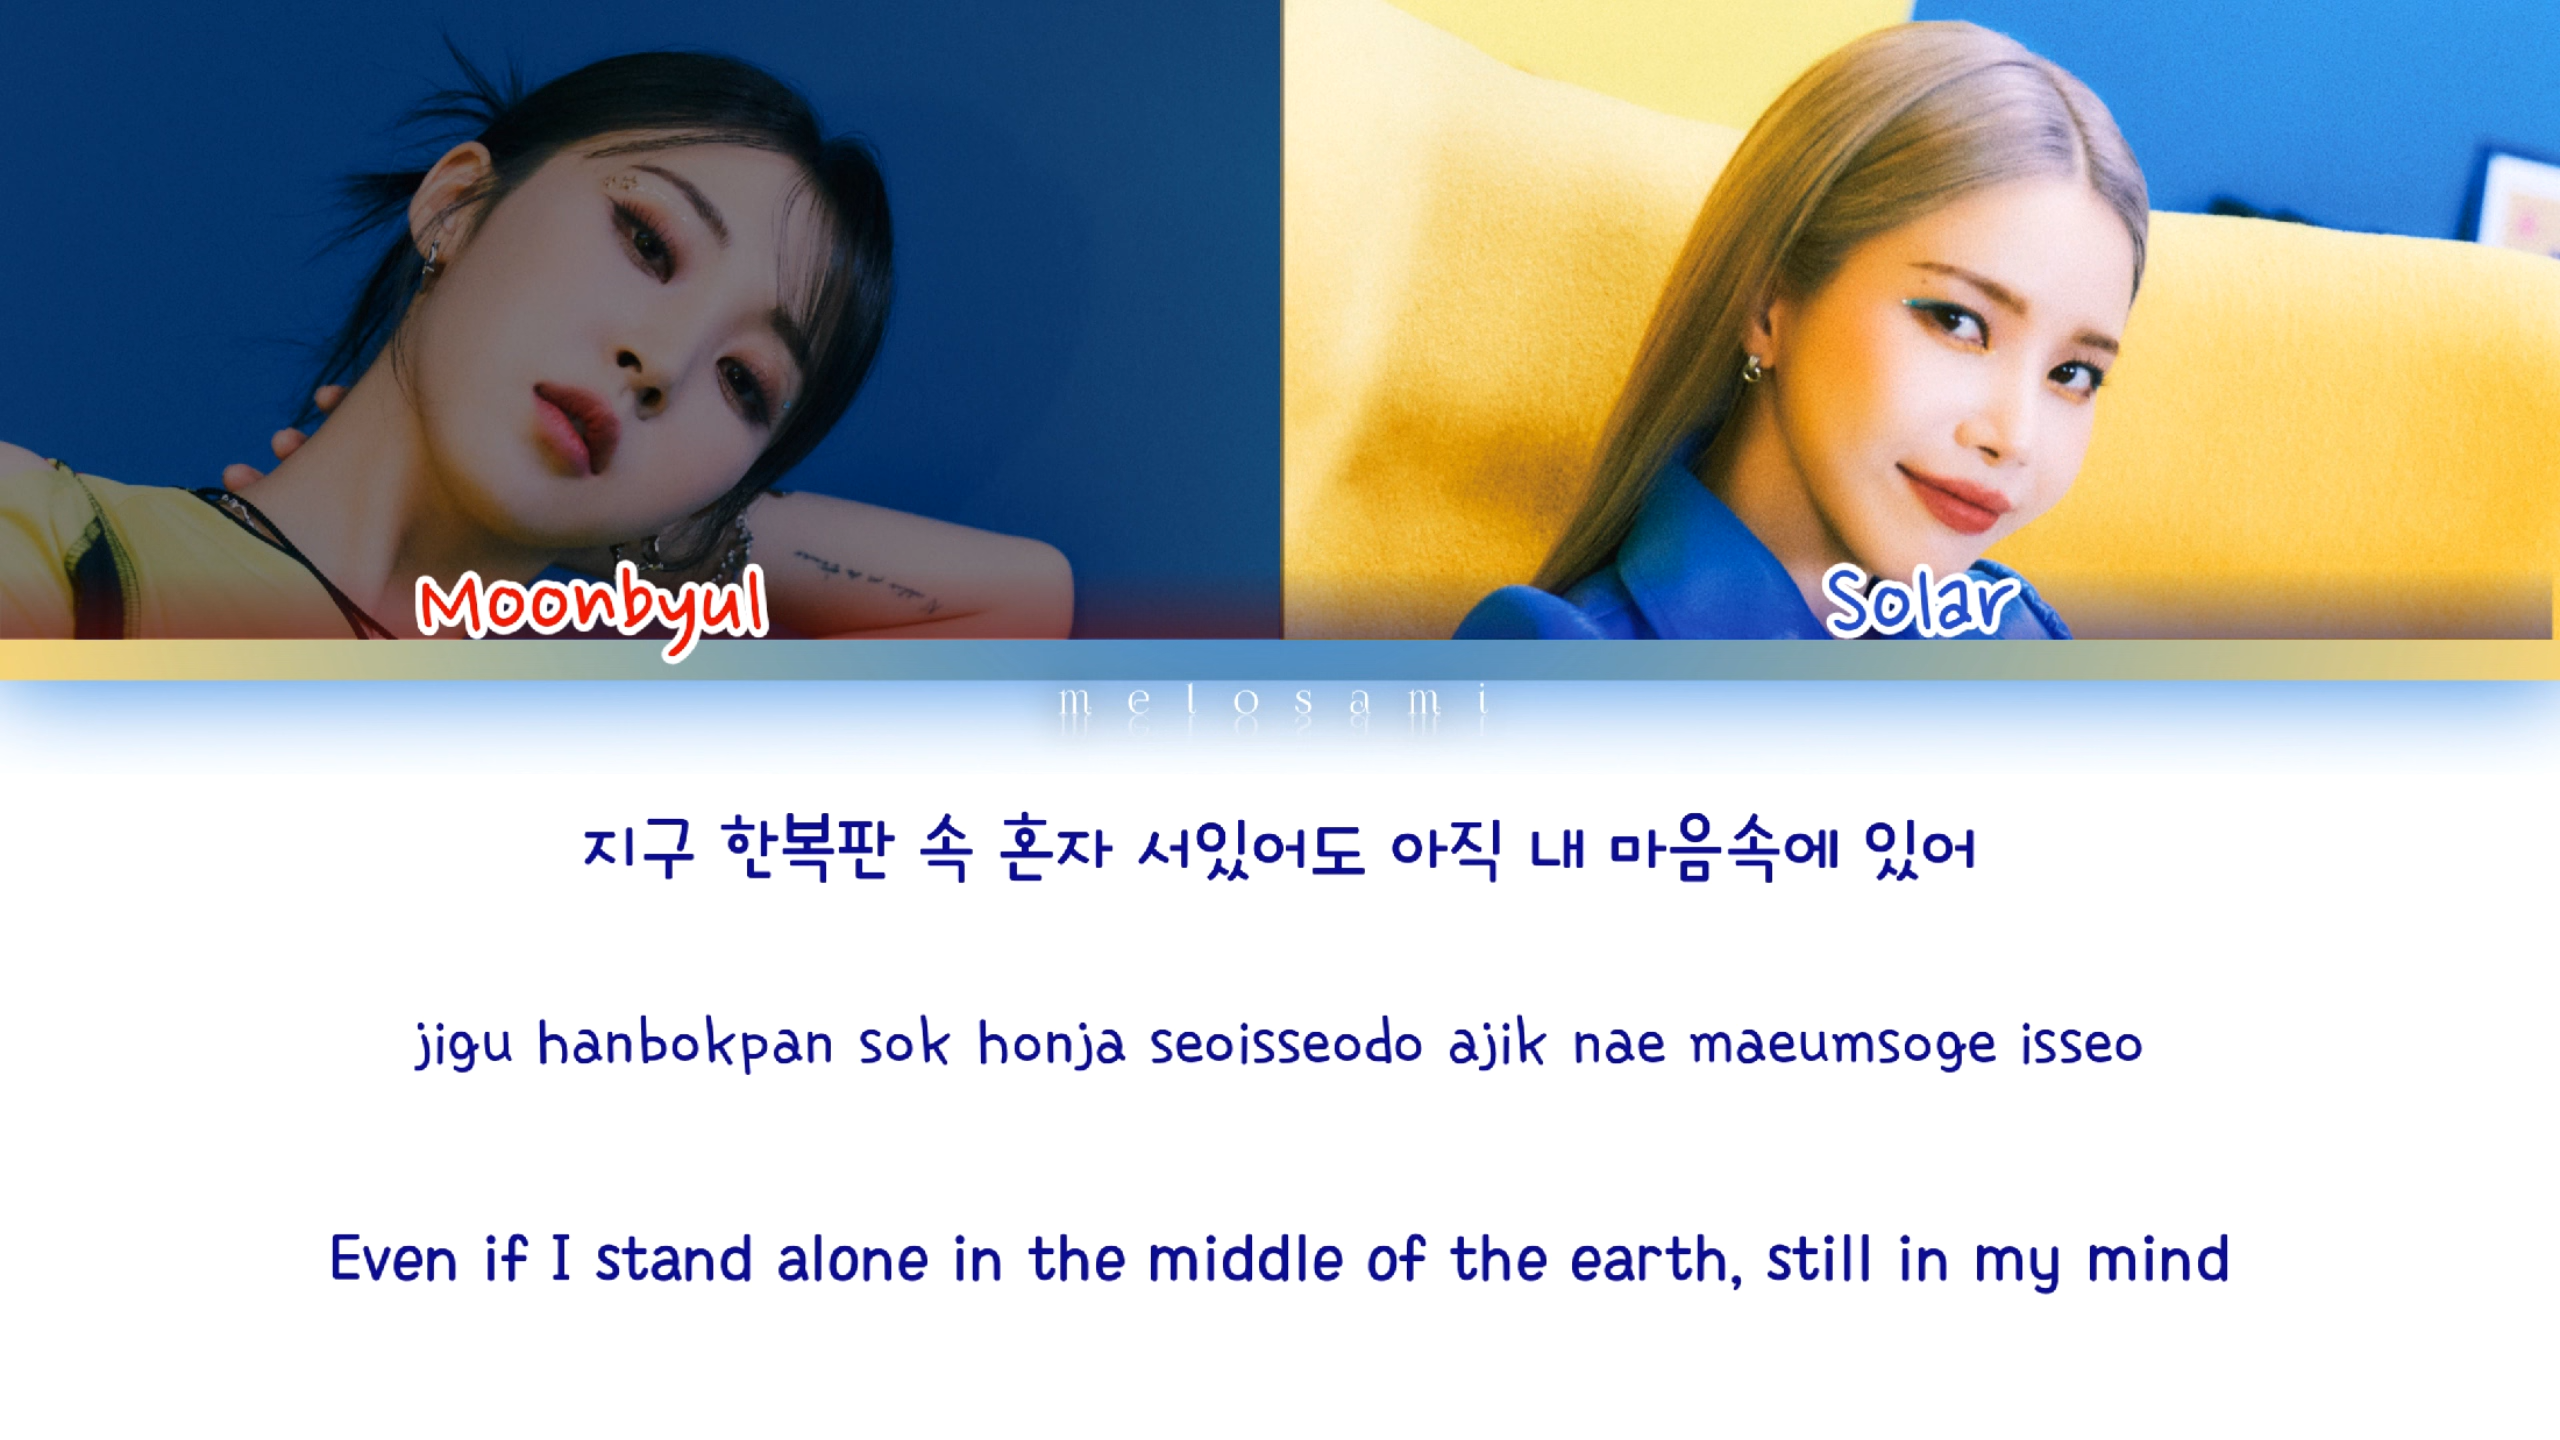 Moonbyul
Solar
melosami
지구 한복판 속 혼자 서있어도 아직 내 마음속에 있어
jigu hanbokpan sok honja seoisseodo ajik nae maeumsoge isseo
Even if I stand alone in the middle of the earth, still in my mind